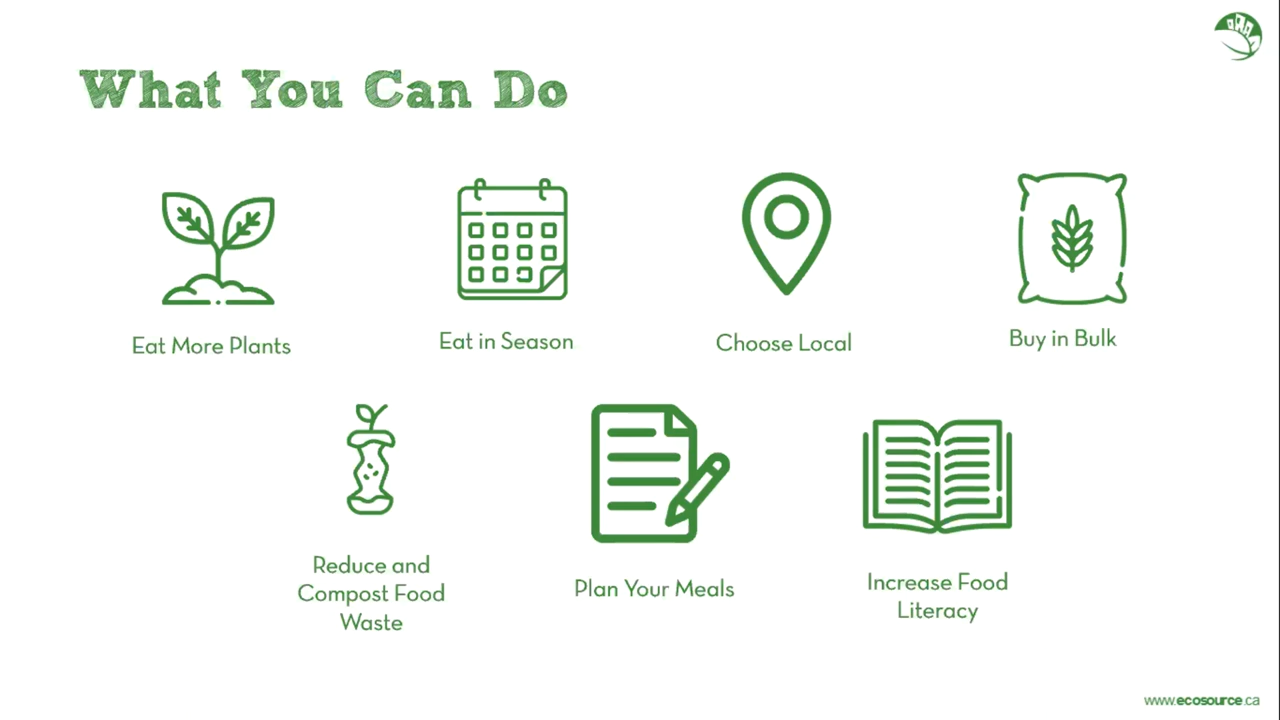 What You Can Do
Eat More Plants
Eat in Season
Choose Local
Buy in Bulk
Reduce and
Compost Food
Waste
Plan Your Meals
Increase Food
Literacy
www.ecosource.ca